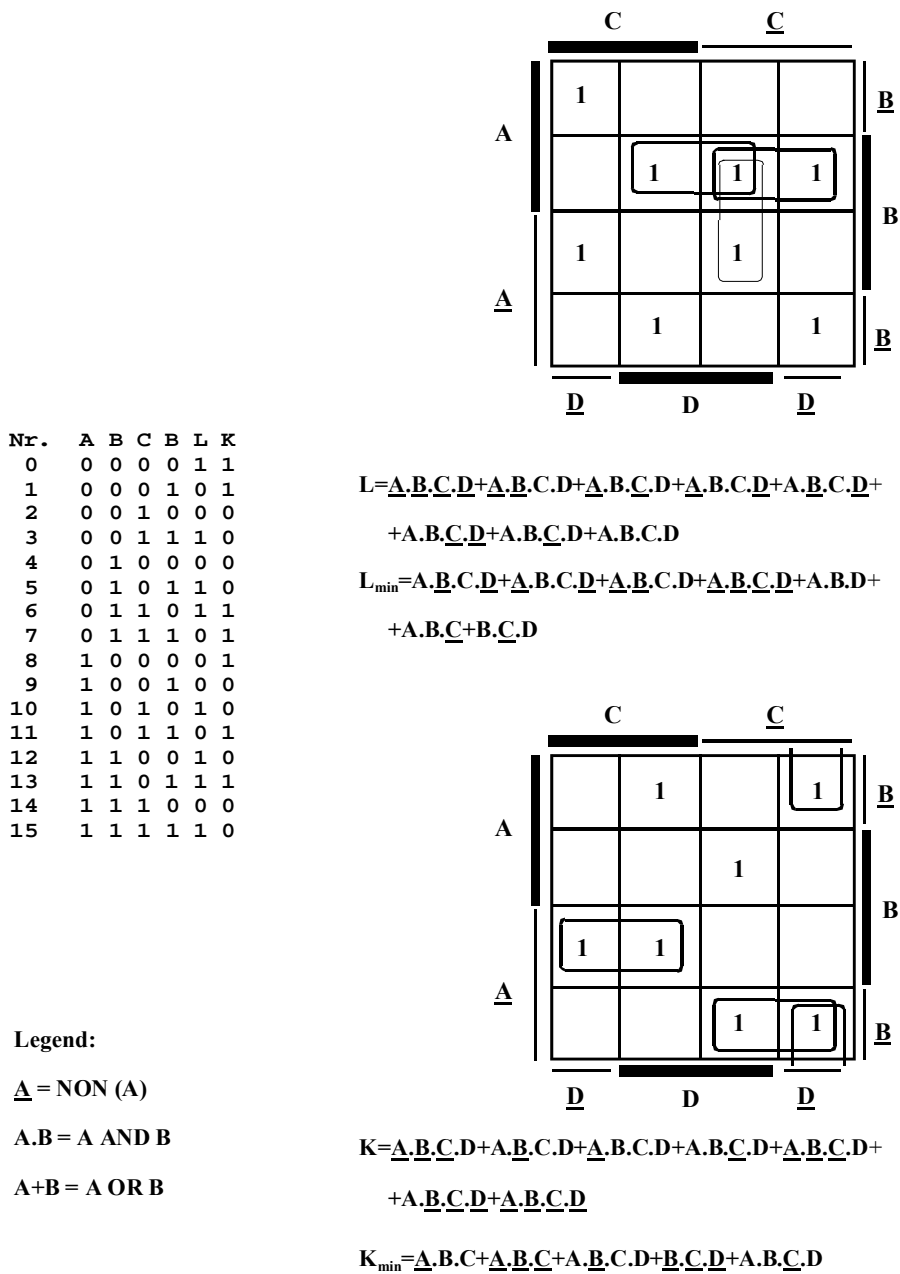 C C
1
B
A
1 1 1
B
1 1
A
1 1
B
D D D
Nr. A B C B L K
0 0 0 0 0 1 1
1 0 0 0 1 0 1
2 0 0 1 0 0 0
3 0 0 1 1 1 0
4 0 1 0 0 0 0
5 0 1 0 1 1 0
6 0 1 1 0 1 1
7 0 1 1 1 0 1
8 1 0 0 0 0 1
9 1 0 0 1 0 0
10 1 0 1 0 1 0
11 1 0 1 1 0 1
12 1 1 0 0 1 0
13 1 1 0 1 1 1
14 1 1 1 0 0 0
15 1 1 1 1 1 0
L=A.B.C.D+A.B.C.D+A.B.C.D+A.B.C.D+A.B.C.D+
+A.B.C.D+A.B.C.D+A.B.C.D
Lmin=A.B.C.D+A.B.C.D+A.B.C.D+A.B.C.D+A.B.D+
+A.B.C+B.C.D
C C
1 1 B
A
1
B
1 1
A
1 1 B
D D D
Legend:
A = NON (A)
A.B = A AND B
A+B = A OR B
K=A.B.C.D+A.B.C.D+A.B.C.D+A.B.C.D+A.B.C.D+
+A.B.C.D+A.B.C.D
Kmin=A.B.C+A.B.C+A.B.C.D+B.C.D+A.B.C.D